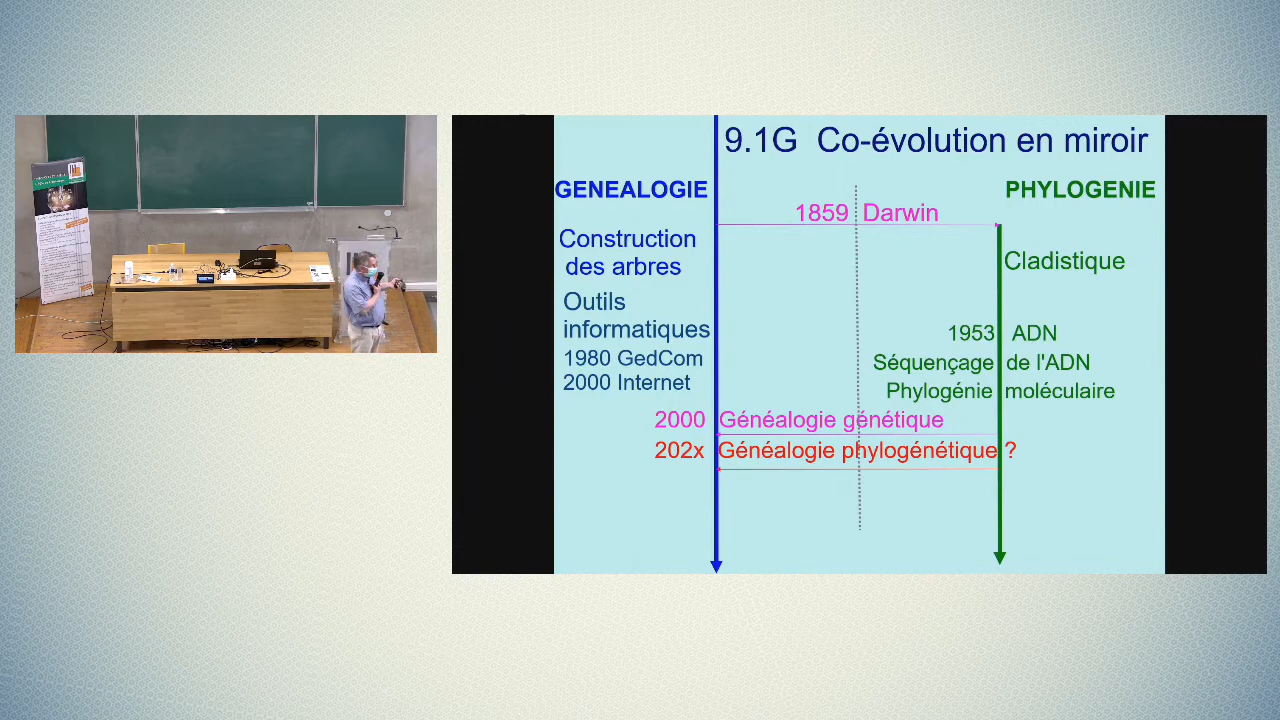 9.1G Co-évolution en miroir
GENEALOGIE
PHYLOGENIE
1859 Darwin
Construction
des arbres
Cladistique
Outils
informatiques
1980 GedCom
2000 Internet
1953 ADN
Séquençage de l'ADN
Phylogénie moléculaire
2000 Généalogie génétique
202x Généalogie phylogénétique ?